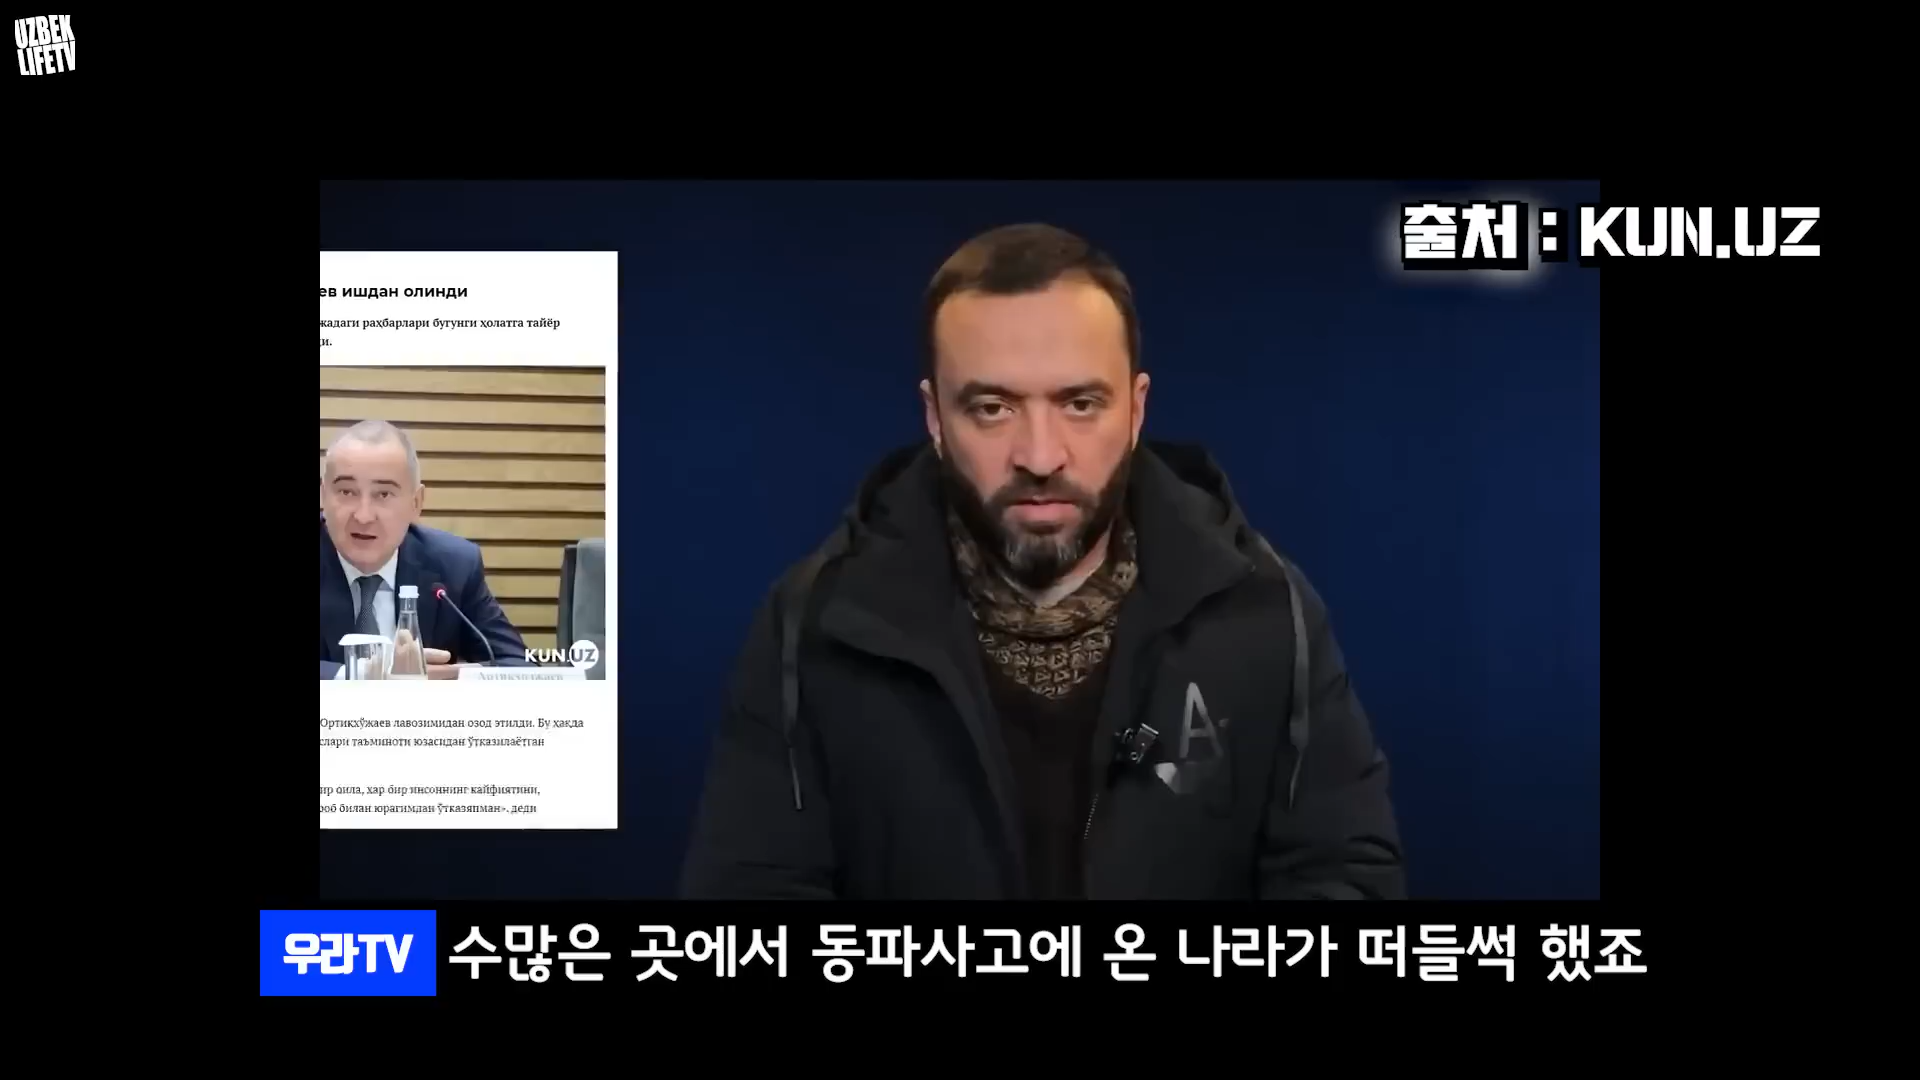 UZBEK
LIFETV
출처 : KUN.UZ
ев ишдан олинди
жадаги раҳбарлари бугунги ҳолатга тайёр
ди.
KUN.UZ
Ортиқхўжаев лавозимидан озод этилди. Бу ҳақда
слари таъминоти юзасидан ўтказилаётган
ир оила, ҳар бир инсоннинг кайфиятини,
роб билан юрагимдан ўтказяпман», деди
A
우라TV 수많은 곳에서 동파사고에 온 나라가 떠들썩 했죠